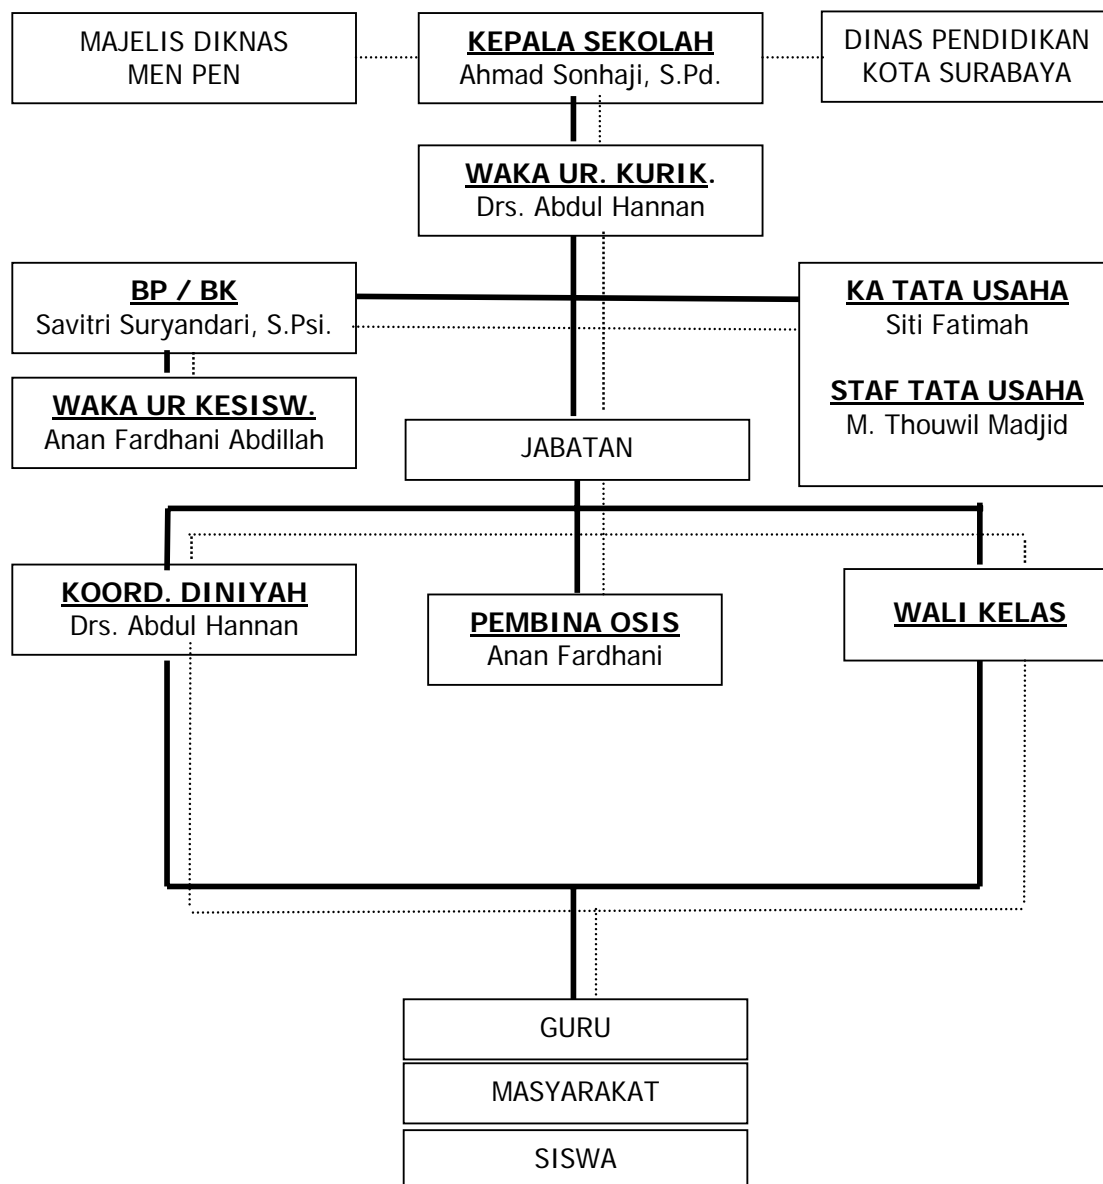 MAJELIS DIKNAS
MEN PEN
KEPALA SEKOLAH
Ahmad Sonhaji, S.Pd.
DINAS PENDIDIKAN
KOTA SURABAYA
WAKA UR. KURIK.
Drs. Abdul Hannan
BP / BK
Savitri Suryandari, S.Psi.
KA TATA USAHA
Siti Fatimah
STAF TATA USAHA
M. Thouwil Madjid
WAKA UR KESISW.
Anan Fardhani Abdillah
JABATAN
KOORD. DINIYAH
Drs. Abdul Hannan
PEMBINA OSIS
Anan Fardhani
WALI KELAS
GURU
MASYARAKAT
SISWA